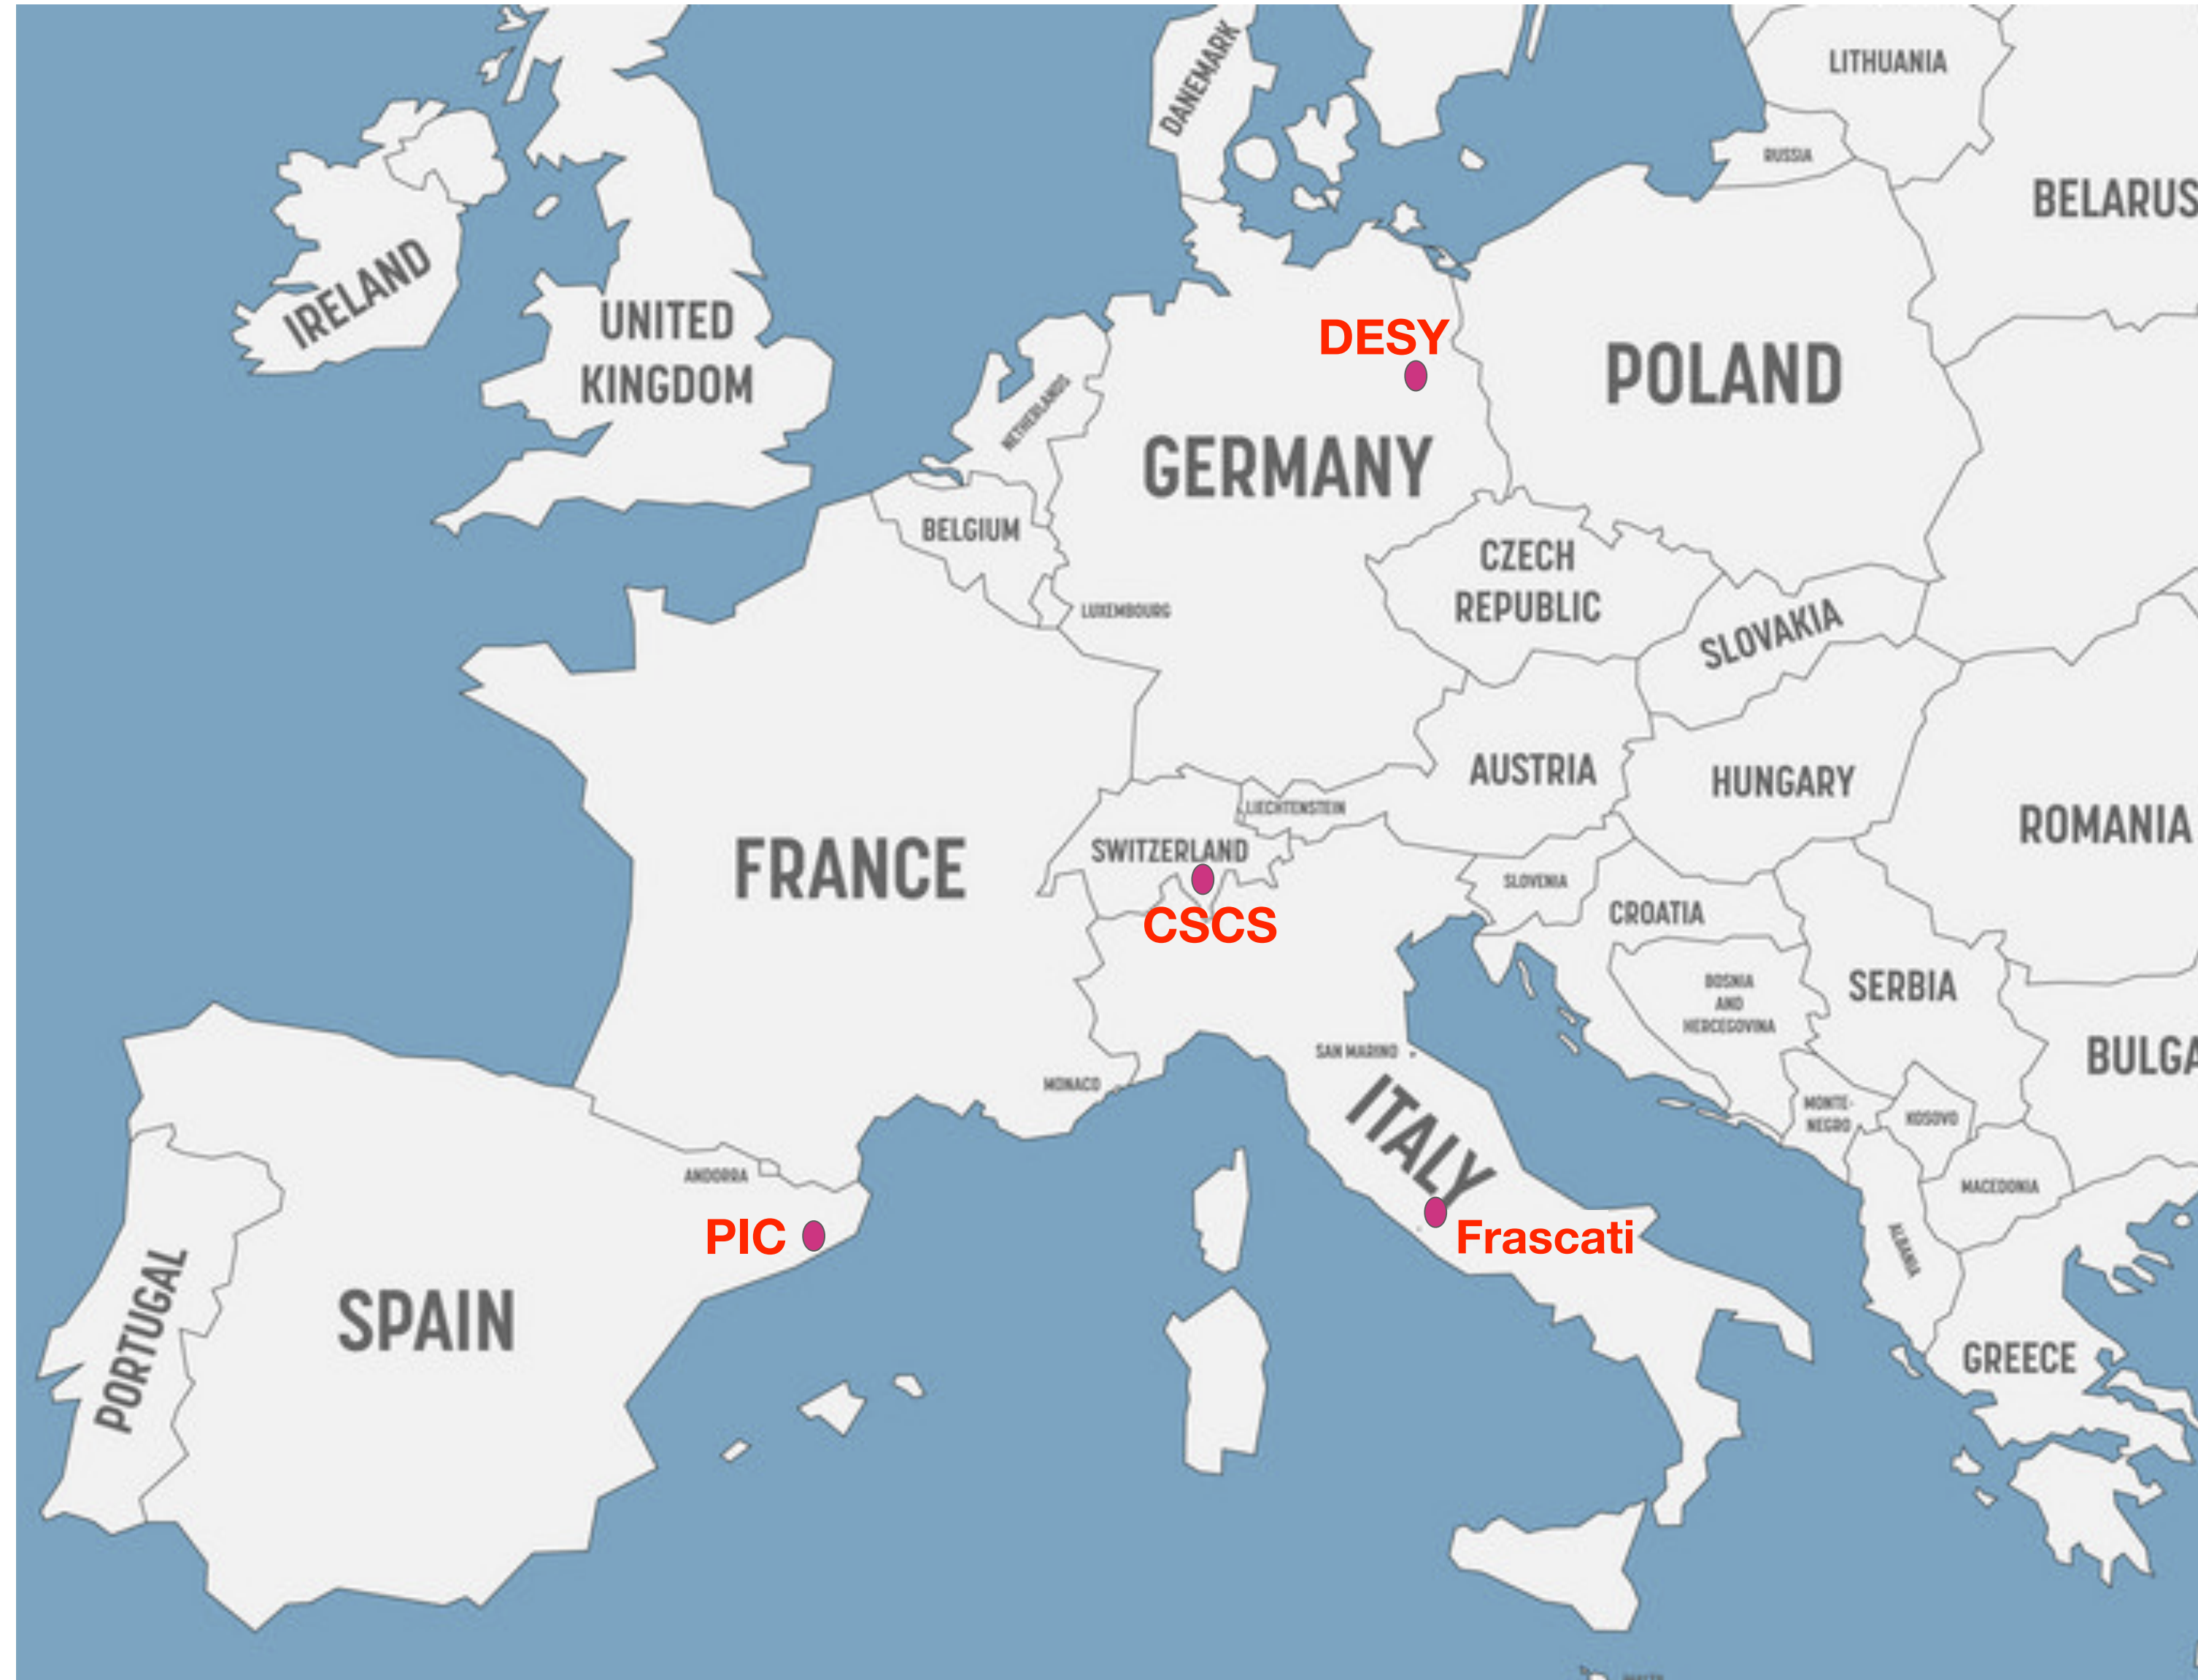 DANEMARK
LITHUANIA
RUSSIA
BELARUS
IRELAND
UNITED
KINGDOM
DESY
POLAND
NETHERLANDS
GERMANY
BELGIUM
CZECH
REPUBLIC
LUXEMBOURG
SLOVAKIA
AUSTRIA
HUNGARY
LIECHTENSTEIN
ROMANIA
SWITZERLAND
FRANCE
SLOVENIA
CROATIA
CSCS
BOSNIA
AND
HERCEGOVINA
SERBIA
SAN MARINO
BULGA
MONACO
ITALY
MONTE-
NEGRO
KOSOVO
ANDORRA
MACEDONIA
PIC
Frascati
ALBANIA
PORTUGAL
SPAIN
GREECE